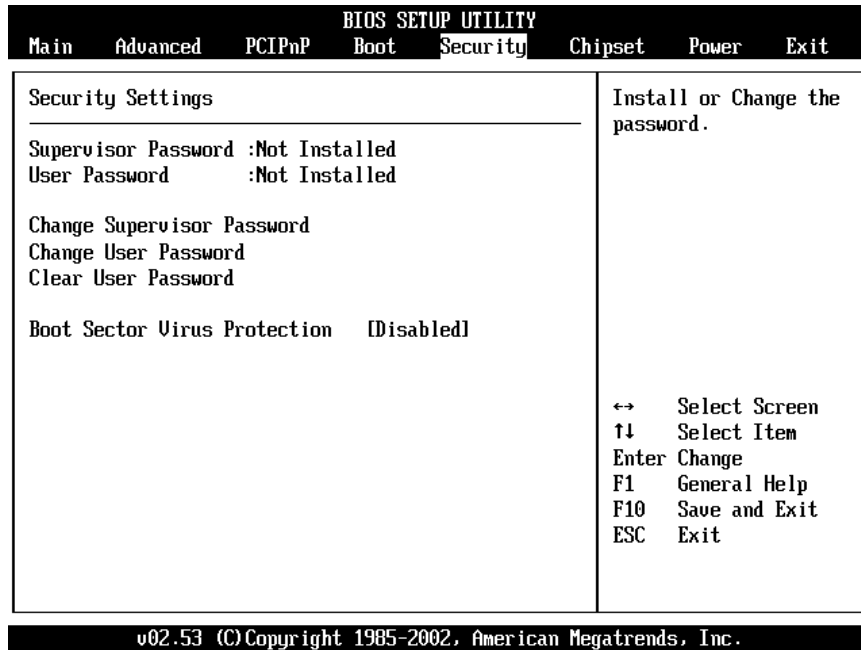 BIOS SETUP UTILITY
Main Advanced PCIPnP Boot Security Chipset Power Exit
Security Settings
Supervisor Password :Not Installed
User Password :Not Installed
Change Supervisor Password
Change User Password
Clear User Password
Boot Sector Virus Protection [Disabled]
Install or Change the
password.
↔ Select Screen
↑↓ Select Item
Enter Change
F1 General Help
F10 Save and Exit
ESC Exit
v02.53 (C)Copyright 1985-2002, American Megatrends, Inc.